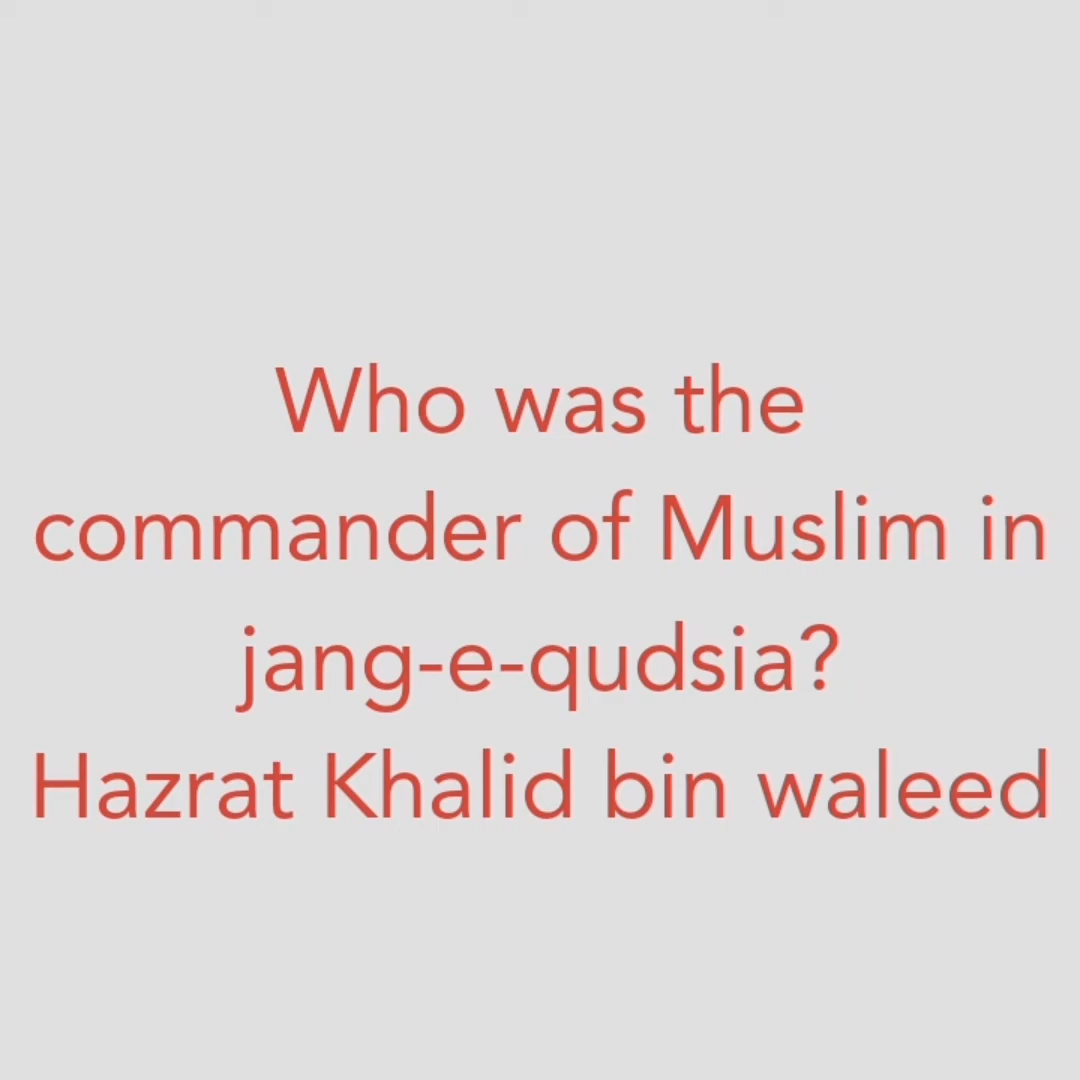 Who was the
commander of Muslim in
jang-e-qudsia?
Hazrat Khalid bin waleed